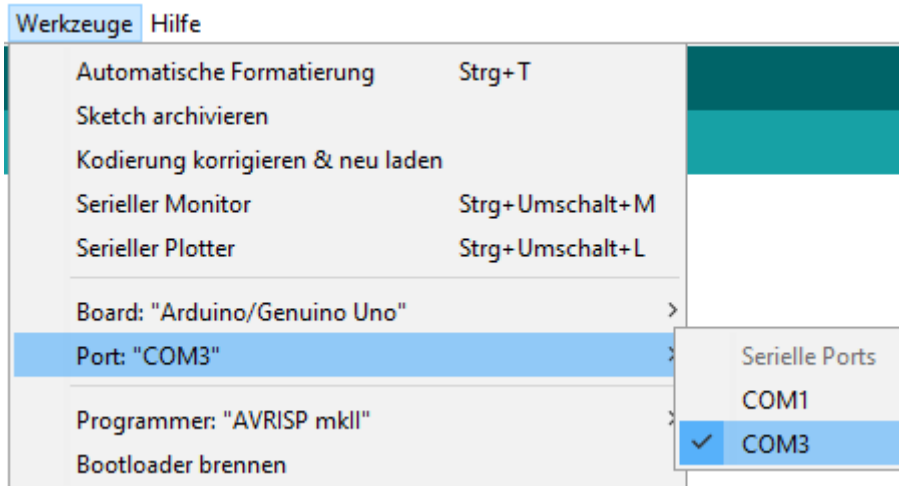 Werkzeuge Hilfe
Automatische Formatierung Strg+T
Sketch archivieren
Kodierung korrigieren & neu laden
Serieller Monitor Strg+Umschalt+M
Serieller Plotter Strg+Umschalt+L
Board: "Arduino/Genuino Uno"
Port: "COM3"
Serielle Ports
COM1
COM3
Programmer: "AVRISP mkII"
Bootloader brennen